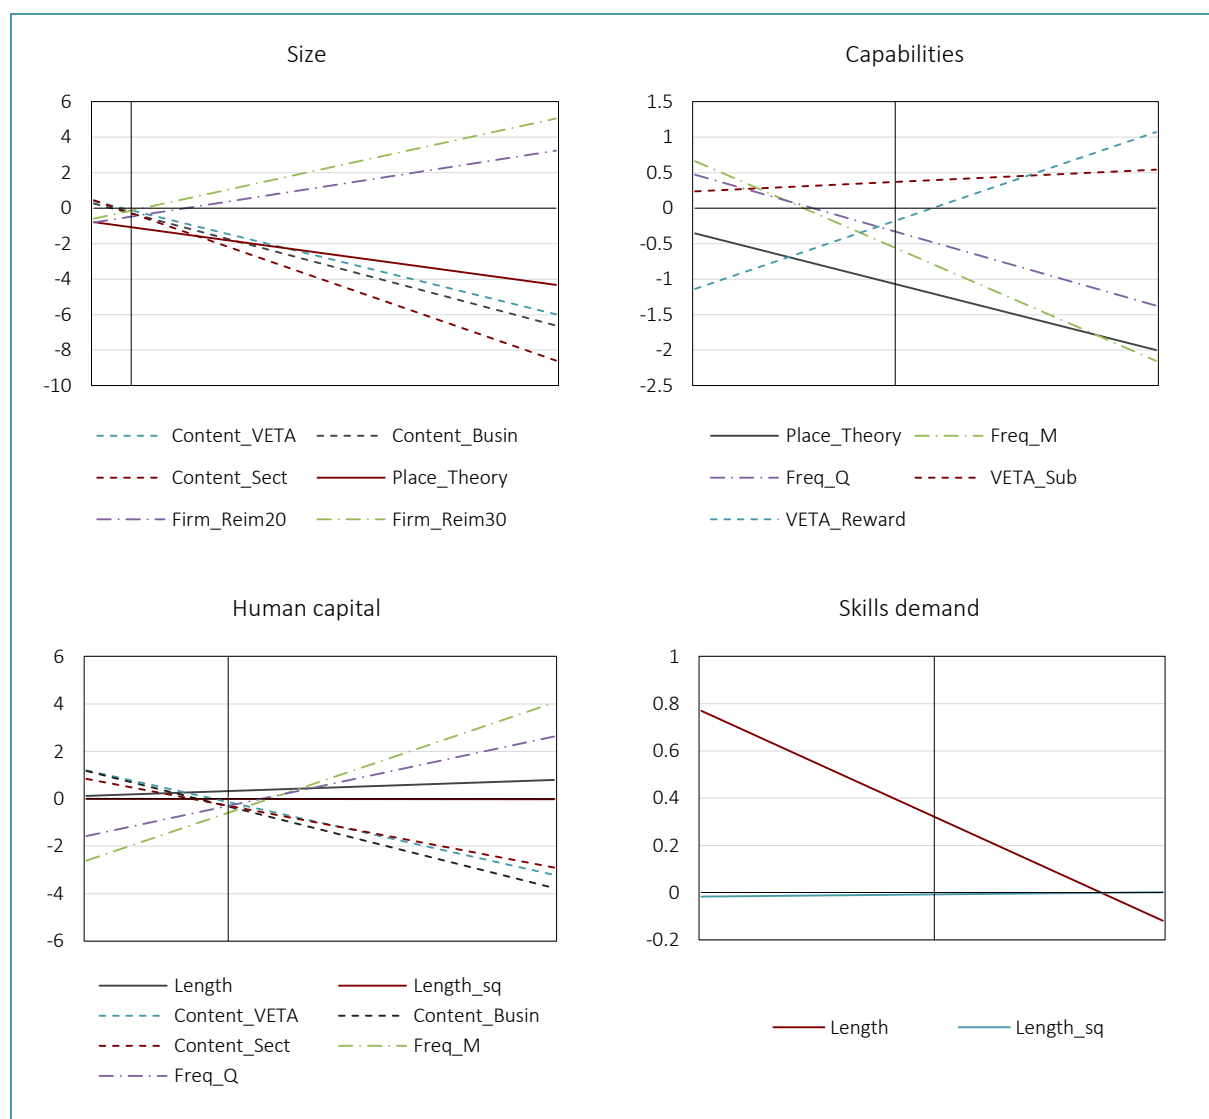 Size
6
4
2
0
-2
-4
-6
-8
-10
Content_VETA Content_Busin
Content_Sect Place_Theory
Firm_Reim20 Firm_Reim30
Capabilities
1.5
1
0.5
0
-0.5
-1
-1.5
-2
-2.5
Place_Theory Freq_M
Freq_Q VETA_Sub
VETA_Reward
Human capital
6
4
2
0
-2
-4
-6
Length Length_sq
Content_VETA Content_Busin
Content_Sect Freq_M
Freq_Q
Skills demand
1
0.8
0.6
0.4
0.2
0
-0.2
Length Length_sq